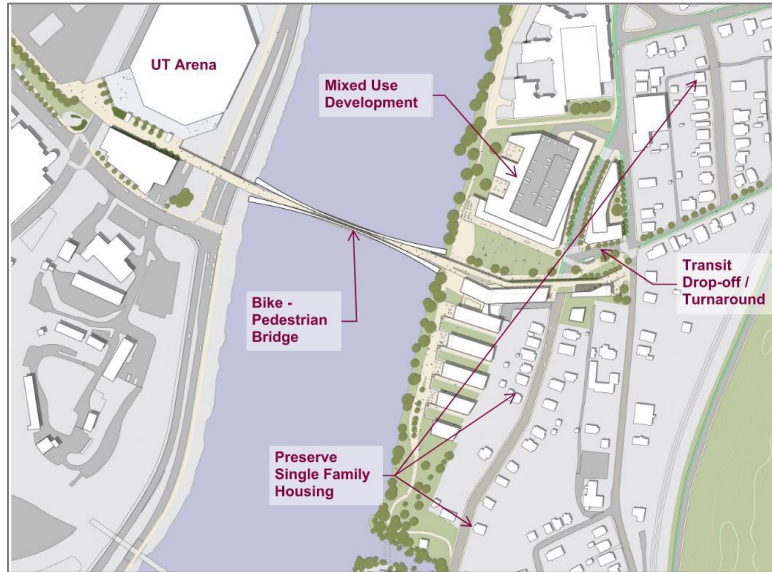 UT Arena
Mixed Use
Development
Transit
Drop-off /
Turnaround
Bike -
Pedestrian
Bridge
Preserve
Single Family
Housing